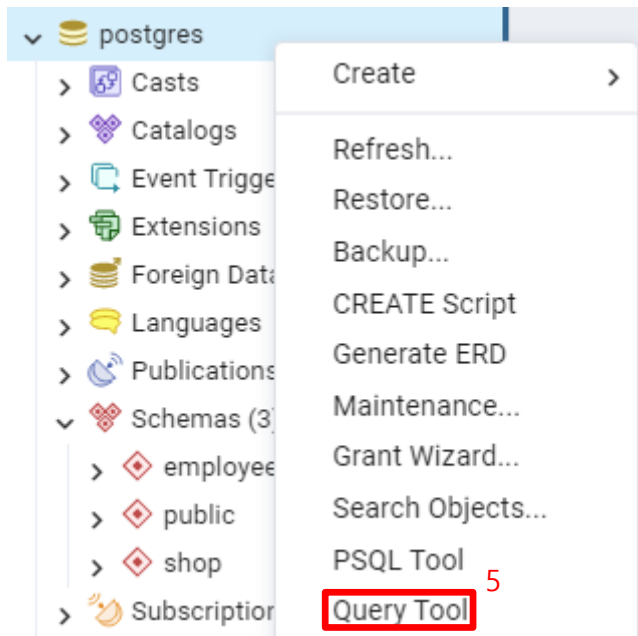 postgres
Casts
Catalogs
Event Trigge
Extensions
Foreign Data
Languages
Publications
Schemas (3)
employee
public
shop
Subscription
Create
Refresh...
Restore...
Backup...
CREATE Script
Generate ERD
Maintenance...
Grant Wizard...
Search Objects...
PSQL Tool
5
Query Tool